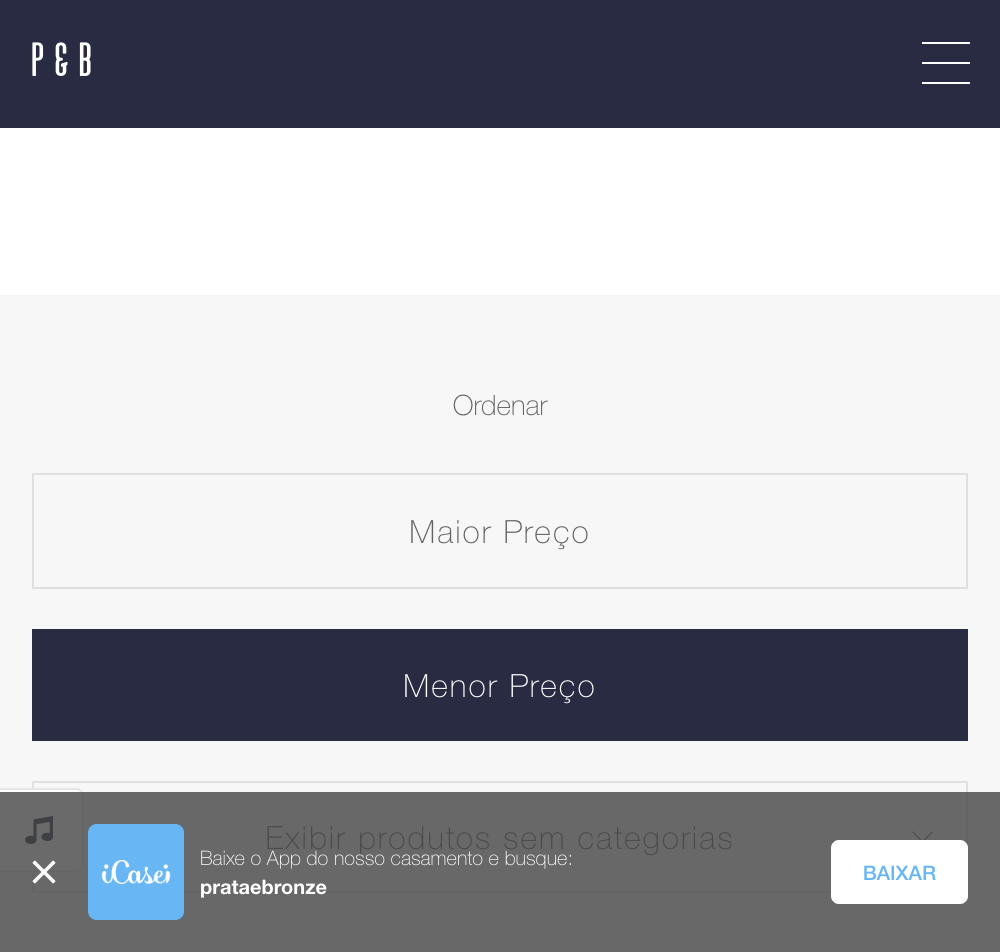 P & B
Ordenar
Maior Preço
Menor Preço
Exibir produtos sem categorias
iCasei
Baixe o App do nosso casamento e busque:
prataebronze
BAIXAR